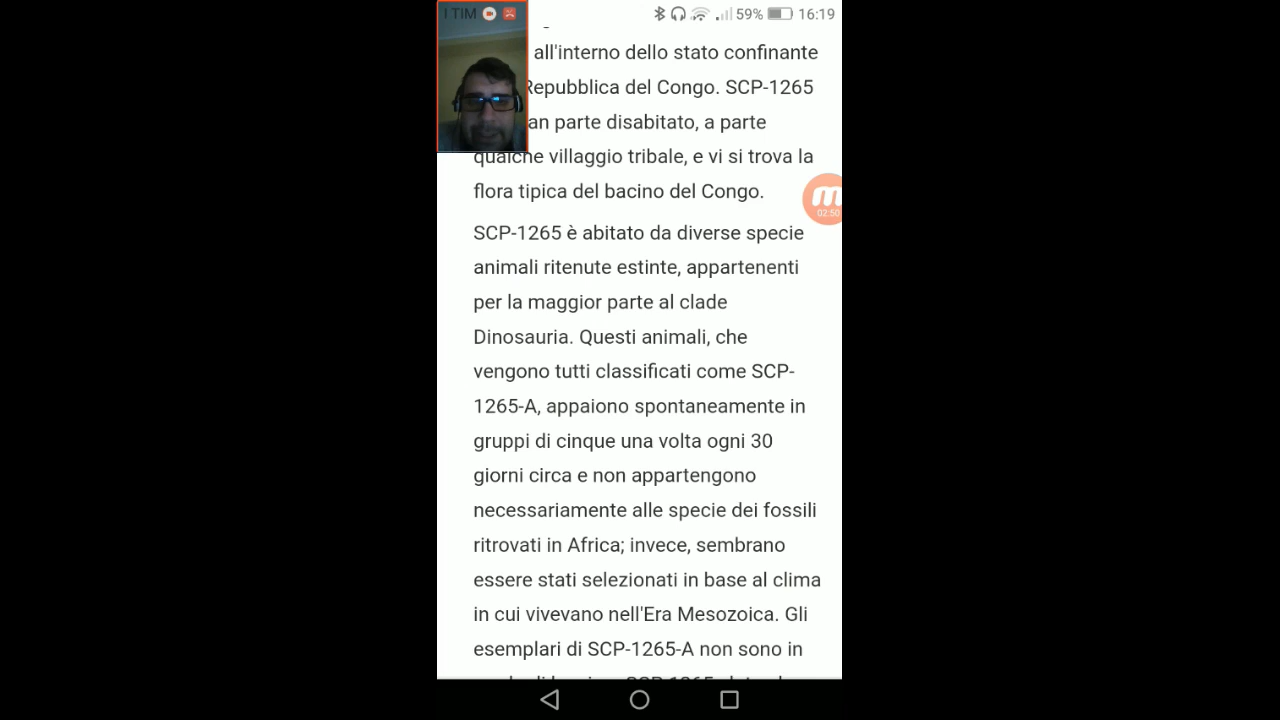 I TIM 59% 16:19
all'interno dello stato confinante
Repubblica del Congo. SCP-1265
an parte disabitato, a parte
qualche villaggio tribale, e vi si trova la
flora tipica del bacino del Congo.
02:50
SCP-1265 è abitato da diverse specie
animali ritenute estinte, appartenenti
per la maggior parte al clade
Dinosauria. Questi animali, che
vengono tutti classificati come SCP-
1265-A, appaiono spontaneamente in
gruppi di cinque una volta ogni 30
giorni circa e non appartengono
necessariamente alle specie dei fossili
ritrovati in Africa; invece, sembrano
essere stati selezionati in base al clima
in cui vivevano nell'Era Mesozoica. Gli
esemplari di SCP-1265-A non sono in